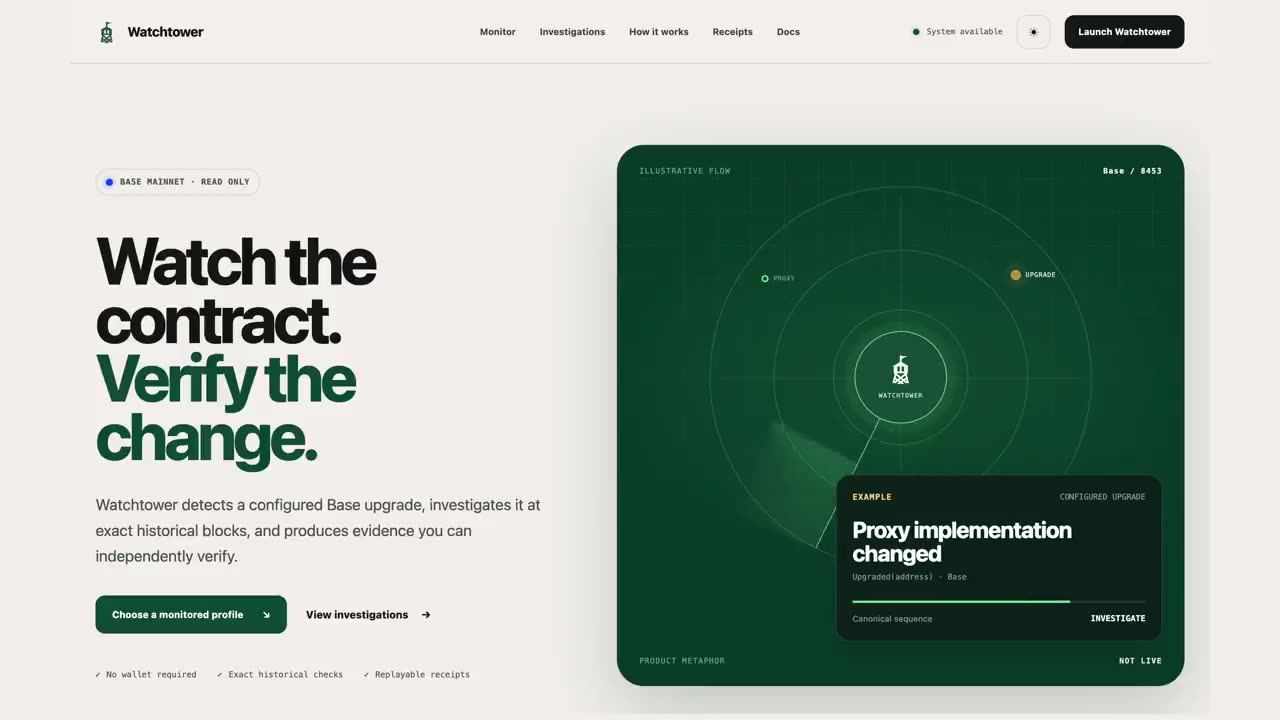 Watchtower
Monitor Investigations How it works Receipts Docs
System available
Launch Watchtower
BASE MAINNET · READ ONLY
Watch the
contract.
Verify the
change.
Watchtower detects a configured Base upgrade, investigates it at
exact historical blocks, and produces evidence you can
independently verify.
Choose a monitored profile ↘
View investigations →
✓ No wallet required ✓ Exact historical checks ✓ Replayable receipts
ILLUSTRATIVE FLOW
Base / 8453
PROXY
UPGRADE
WATCHTOWER
EXAMPLE
CONFIGURED UPGRADE
Proxy implementation
changed
Upgraded(address) · Base
Canonical sequence
INVESTIGATE
PRODUCT METAPHOR
NOT LIVE